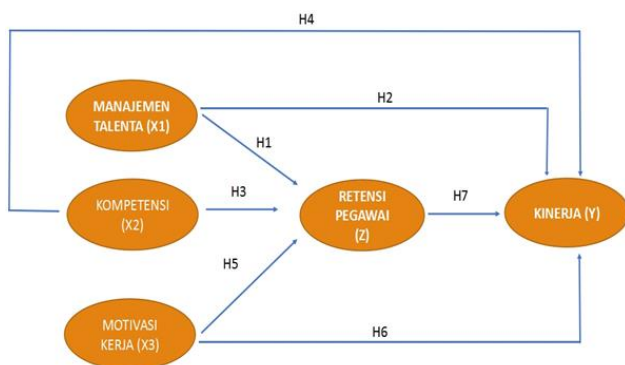 H4
MANAJEMEN
TALENTA (X1)
H2
H1
KOMPETENSI
(X2)
H3
RETENSI
PEGAWAI
(Z)
H7
KINERJA (Y)
H5
MOTIVASI
KERJA (X3)
H6